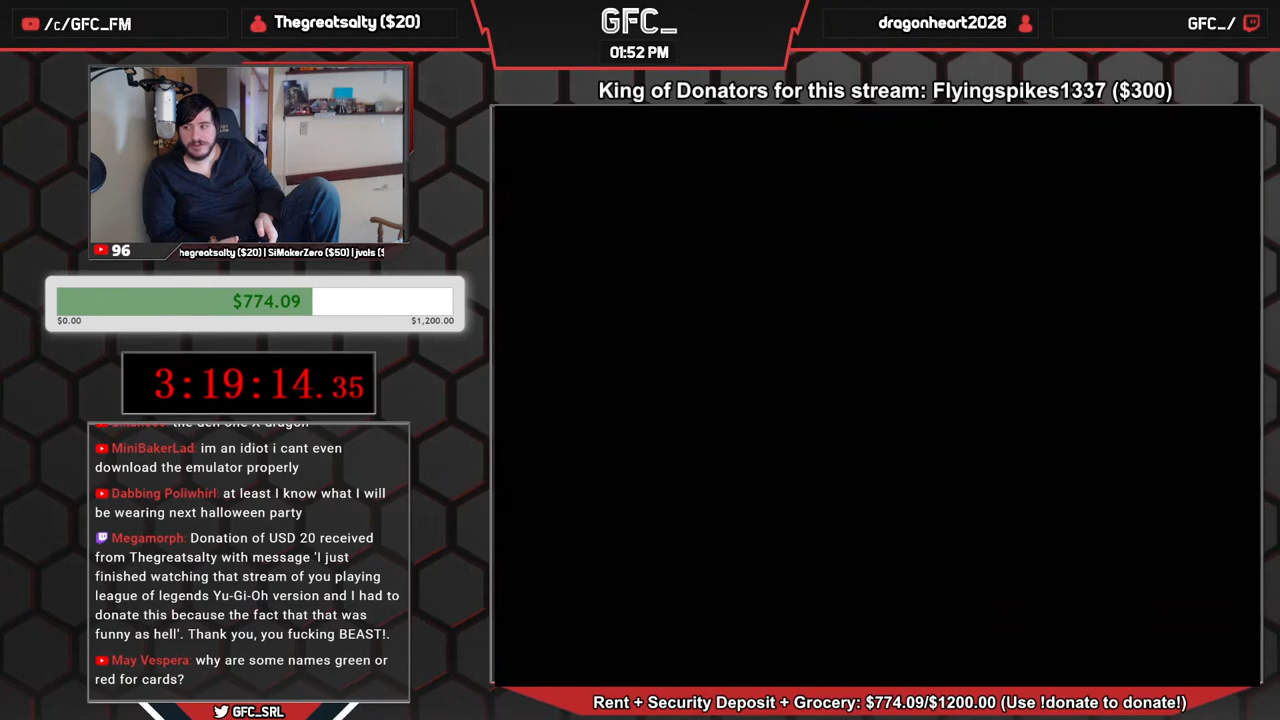 /c/GFC_FM
Thegreatsalty ($20)
GFC_
01:52 PM
dragonheart2028
GFC_/
King of Donators for this stream: Flyingspikes1337 ($300)
96
hegreatsalty ($20) | SiMakerZero ($50) | jvals ($
$774.09
$0.00
$1,200.00
3:19:14.35
the den One X dragon
MiniBakerLad: im an idiot i cant even
download the emulator properly
Dabbing Poliwhirl: at least I know what I will
be wearing next halloween party
Megamorph: Donation of USD 20 received
from Thegreatsalty with message 'I just
finished watching that stream of you playing
league of legends Yu-Gi-Oh version and I had to
donate this because the fact that that was
funny as hell'. Thank you, you fucking BEAST!.
May Vespera: why are some names green or
red for cards?
GFC_SRL
Rent + Security Deposit + Grocery: $774.09/$1200.00 (Use !donate to donate!)